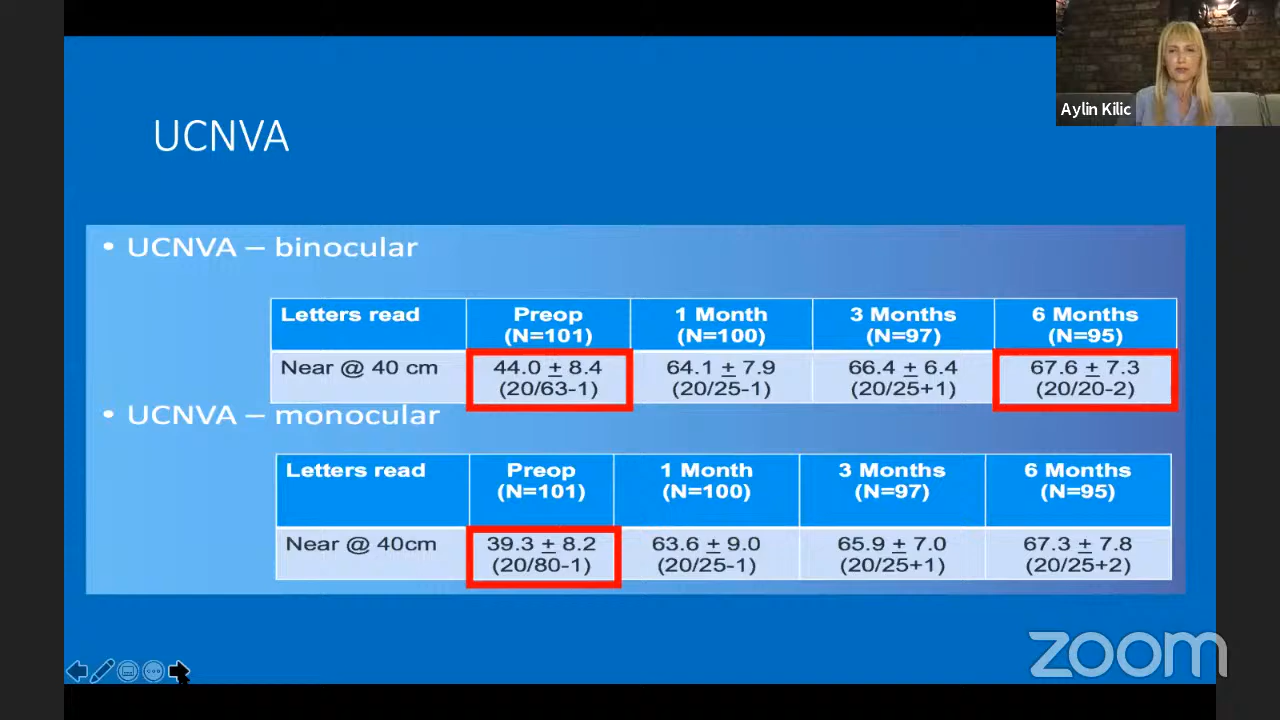 Aylin Kilic
UCNVA
• UCNVA – binocular
Letters read Preop (N=101) 1 Month (N=100) 3 Months (N=97) 6 Months (N=95)
Near @ 40 cm 44.0 ± 8.4 (20/63-1) 64.1 ± 7.9 (20/25-1) 66.4 ± 6.4 (20/25+1) 67.6 ± 7.3 (20/20-2)
• UCNVA – monocular
Letters read Preop (N=101) 1 Month (N=100) 3 Months (N=97) 6 Months (N=95)
Near @ 40cm 39.3 ± 8.2 (20/80-1) 63.6 ± 9.0 (20/25-1) 65.9 ± 7.0 (20/25+1) 67.3 ± 7.8 (20/25+2)
zoom